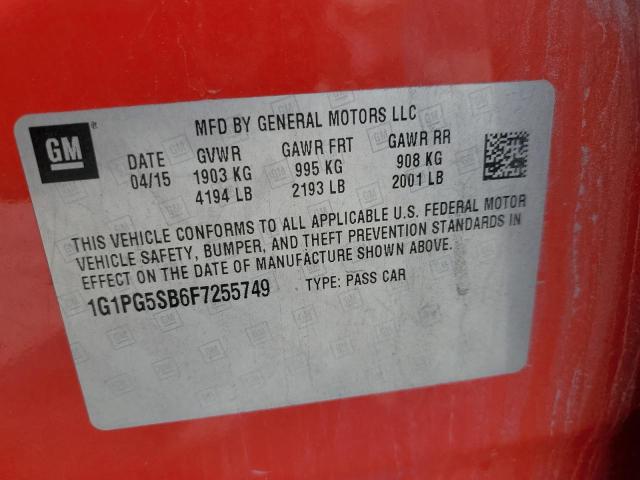 GM
MFD BY GENERAL MOTORS LLC
DATE GVWR GAWR FRT GAWR RR
04/15 1903 KG 995 KG 908 KG
4194 LB 2193 LB 2001 LB
THIS VEHICLE CONFORMS TO ALL APPLICABLE U.S. FEDERAL MOTOR
VEHICLE SAFETY, BUMPER, AND THEFT PREVENTION STANDARDS IN
EFFECT ON THE DATE OF MANUFACTURE SHOWN ABOVE.
1G1PG5SB6F7255749 TYPE: PASS CAR